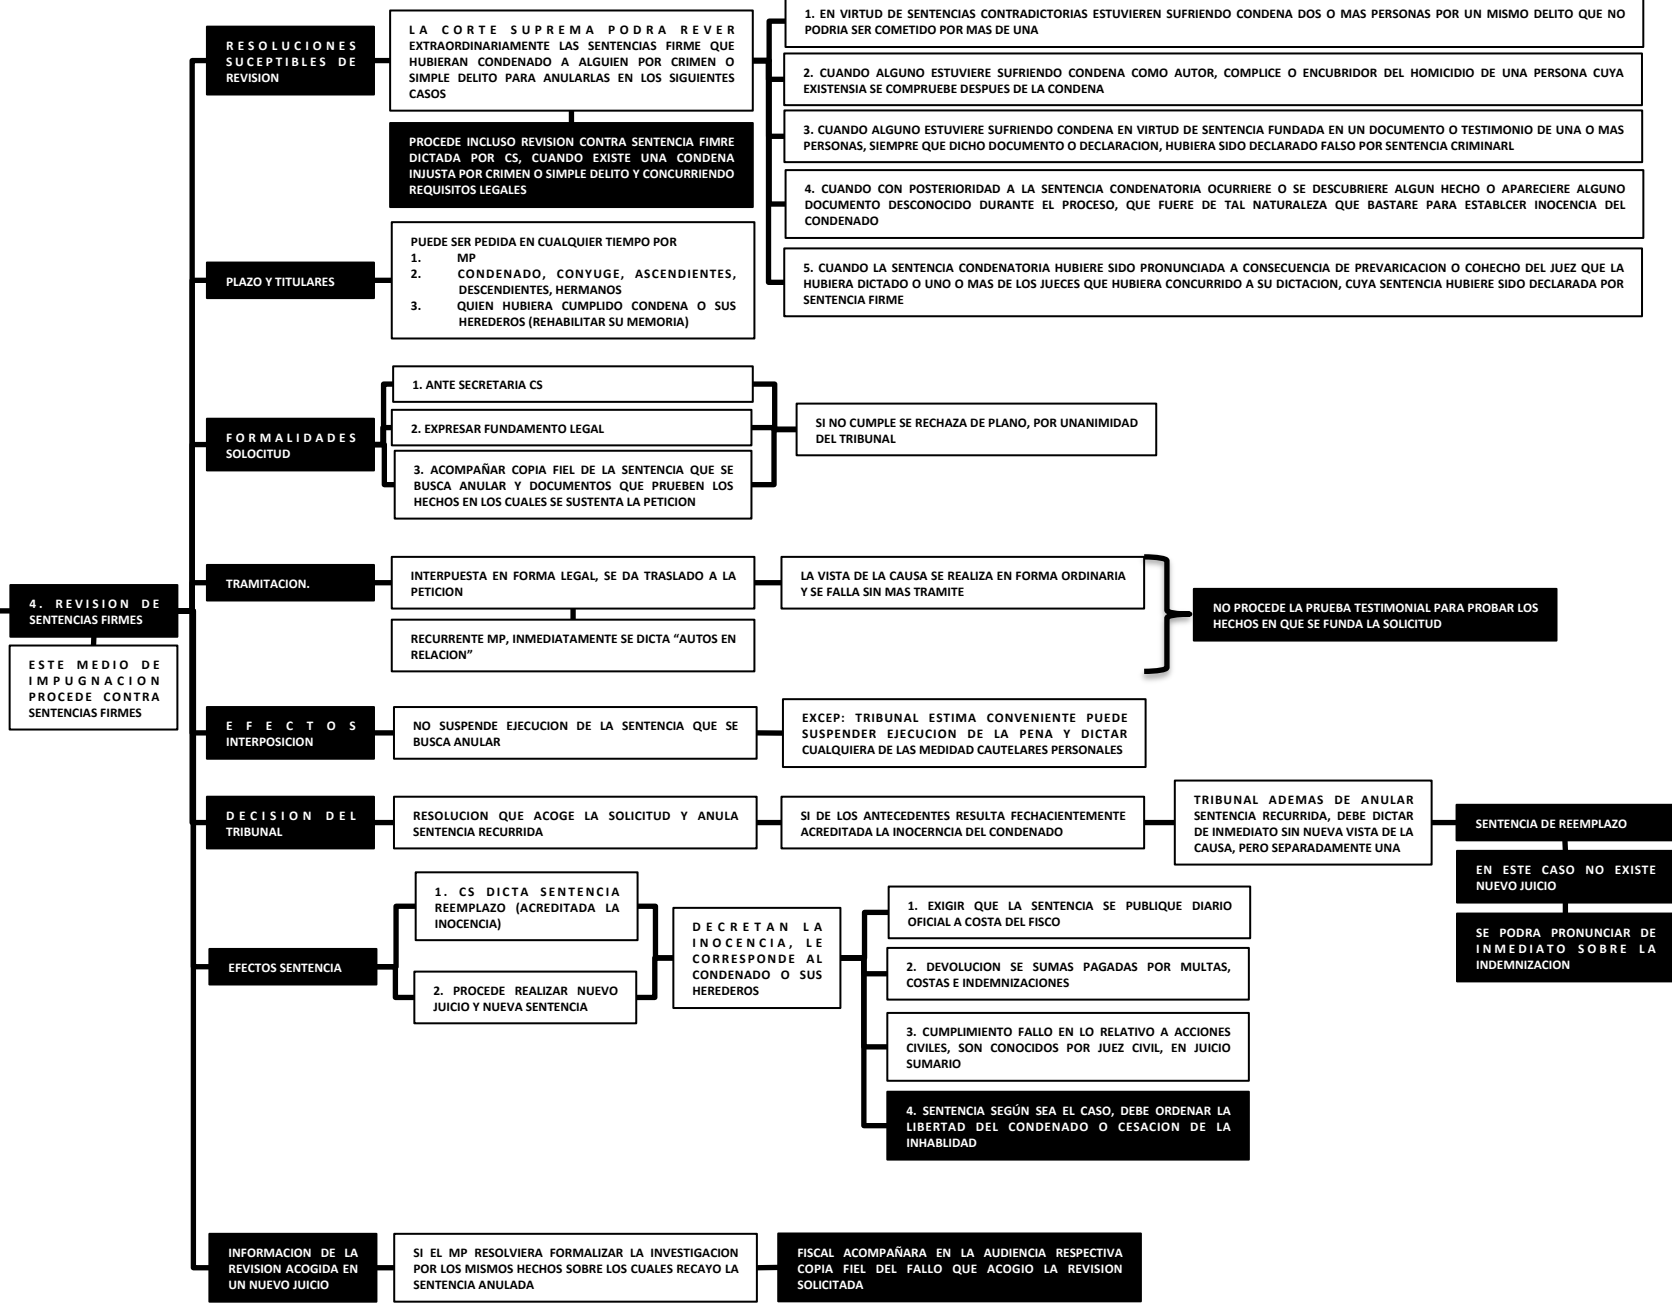 4. REVISION DE
SENTENCIAS FIRMES
ESTE MEDIO DE
IMPUGNACION
PROCEDE CONTRA
SENTENCIAS FIRMES
RESOLUCIONES
SUCEPTIBLES DE
REVISION
LA CORTE SUPREMA PODRA REVER
EXTRAORDINARIAMENTE LAS SENTENCIAS FIRME QUE
HUBIERAN CONDENADO A ALGUIEN POR CRIMEN O
SIMPLE DELITO PARA ANULARLAS EN LOS SIGUIENTES
CASOS
PROCEDE INCLUSO REVISION CONTRA SENTENCIA FIMRE
DICTADA POR CS, CUANDO EXISTE UNA CONDENA
INJUSTA POR CRIMEN O SIMPLE DELITO Y CONCURRIENDO
REQUISITOS LEGALES
1. EN VIRTUD DE SENTENCIAS CONTRADICTORIAS ESTUVIEREN SUFRIENDO CONDENA DOS O MAS PERSONAS POR UN MISMO DELITO QUE NO
PODRIA SER COMETIDO POR MAS DE UNA
2. CUANDO ALGUNO ESTUVIERE SUFRIENDO CONDENA COMO AUTOR, COMPLICE O ENCUBRIDOR DEL HOMICIDIO DE UNA PERSONA CUYA
EXISTENSIA SE COMPRUEBE DESPUES DE LA CONDENA
3. CUANDO ALGUNO ESTUVIERE SUFRIENDO CONDENA EN VIRTUD DE SENTENCIA FUNDADA EN UN DOCUMENTO O TESTIMONIO DE UNA O MAS
PERSONAS, SIEMPRE QUE DICHO DOCUMENTO O DECLARACION, HUBIERA SIDO DECLARADO FALSO POR SENTENCIA CRIMINARL
4. CUANDO CON POSTERIORIDAD A LA SENTENCIA CONDENATORIA OCURRIERE O SE DESCUBRIERE ALGUN HECHO O APARECIERE ALGUNO
DOCUMENTO DESCONOCIDO DURANTE EL PROCESO, QUE FUERE DE TAL NATURALEZA QUE BASTARE PARA ESTABLCER INOCENCIA DEL
CONDENADO
5. CUANDO LA SENTENCIA CONDENATORIA HUBIERE SIDO PRONUNCIADA A CONSECUENCIA DE PREVARICACION O COHECHO DEL JUEZ QUE LA
HUBIERA DICTADO O UNO O MAS DE LOS JUECES QUE HUBIERA CONCURRIDO A SU DICTACION, CUYA SENTENCIA HUBIERE SIDO DECLARADA POR
SENTENCIA FIRME
PLAZO Y TITULARES
PUEDE SER PEDIDA EN CUALQUIER TIEMPO POR
1. MP
2. CONDENADO, CONYUGE, ASCENDIENTES,
DESCENDIENTES, HERMANOS
3. QUIEN HUBIERA CUMPLIDO CONDENA O SUS
HEREDEROS (REHABILITAR SU MEMORIA)
FORMALIDADES
SOLOCITUD
1. ANTE SECRETARIA CS
2. EXPRESAR FUNDAMENTO LEGAL
3. ACOMPAÑAR COPIA FIEL DE LA SENTENCIA QUE SE
BUSCA ANULAR Y DOCUMENTOS QUE PRUEBEN LOS
HECHOS EN LOS CUALES SE SUSTENTA LA PETICION
SI NO CUMPLE SE RECHAZA DE PLANO, POR UNANIMIDAD
DEL TRIBUNAL
TRAMITACION.
INTERPUESTA EN FORMA LEGAL, SE DA TRASLADO A LA
PETICION
RECURRENTE MP, INMEDIATAMENTE SE DICTA “AUTOS EN
RELACION”
LA VISTA DE LA CAUSA SE REALIZA EN FORMA ORDINARIA
Y SE FALLA SIN MAS TRAMITE
NO PROCEDE LA PRUEBA TESTIMONIAL PARA PROBAR LOS
HECHOS EN QUE SE FUNDA LA SOLICITUD
EFECTOS
INTERPOSICION
NO SUSPENDE EJECUCION DE LA SENTENCIA QUE SE
BUSCA ANULAR
EXCEP: TRIBUNAL ESTIMA CONVENIENTE PUEDE
SUSPENDER EJECUCION DE LA PENA Y DICTAR
CUALQUIERA DE LAS MEDIDAD CAUTELARES PERSONALES
DECISION DEL
TRIBUNAL
RESOLUCION QUE ACOGE LA SOLICITUD Y ANULA
SENTENCIA RECURRIDA
SI DE LOS ANTECEDENTES RESULTA FECHACIENTEMENTE
ACREDITADA LA INOCERNCIA DEL CONDENADO
TRIBUNAL ADEMAS DE ANULAR
SENTENCIA RECURRIDA, DEBE DICTAR
DE INMEDIATO SIN NUEVA VISTA DE LA
CAUSA, PERO SEPARADAMENTE UNA
SENTENCIA DE REEMPLAZO
EN ESTE CASO NO EXISTE
NUEVO JUICIO
SE PODRA PRONUNCIAR DE
INMEDIATO SOBRE LA
INDEMNIZACION
EFECTOS SENTENCIA
1. CS DICTA SENTENCIA
REEMPLAZO (ACREDITADA LA
INOCENCIA)
2. PROCEDE REALIZAR NUEVO
JUICIO Y NUEVA SENTENCIA
DECRETAN LA
INOCENCIA, LE
CORRESPONDE AL
CONDENADO O SUS
HEREDEROS
1. EXIGIR QUE LA SENTENCIA SE PUBLIQUE DIARIO
OFICIAL A COSTA DEL FISCO
2. DEVOLUCION SE SUMAS PAGADAS POR MULTAS,
COSTAS E INDEMNIZACIONES
3. CUMPLIMIENTO FALLO EN LO RELATIVO A ACCIONES
CIVILES, SON CONOCIDOS POR JUEZ CIVIL, EN JUICIO
SUMARIO
4. SENTENCIA SEGÚN SEA EL CASO, DEBE ORDENAR LA
LIBERTAD DEL CONDENADO O CESACION DE LA
INHABLIDAD
INFORMACION DE LA
REVISION ACOGIDA EN
UN NUEVO JUICIO
SI EL MP RESOLVIERA FORMALIZAR LA INVESTIGACION
POR LOS MISMOS HECHOS SOBRE LOS CUALES RECAYO LA
SENTENCIA ANULADA
FISCAL ACOMPAÑARA EN LA AUDIENCIA RESPECTIVA
COPIA FIEL DEL FALLO QUE ACOGIO LA REVISION
SOLICITADA